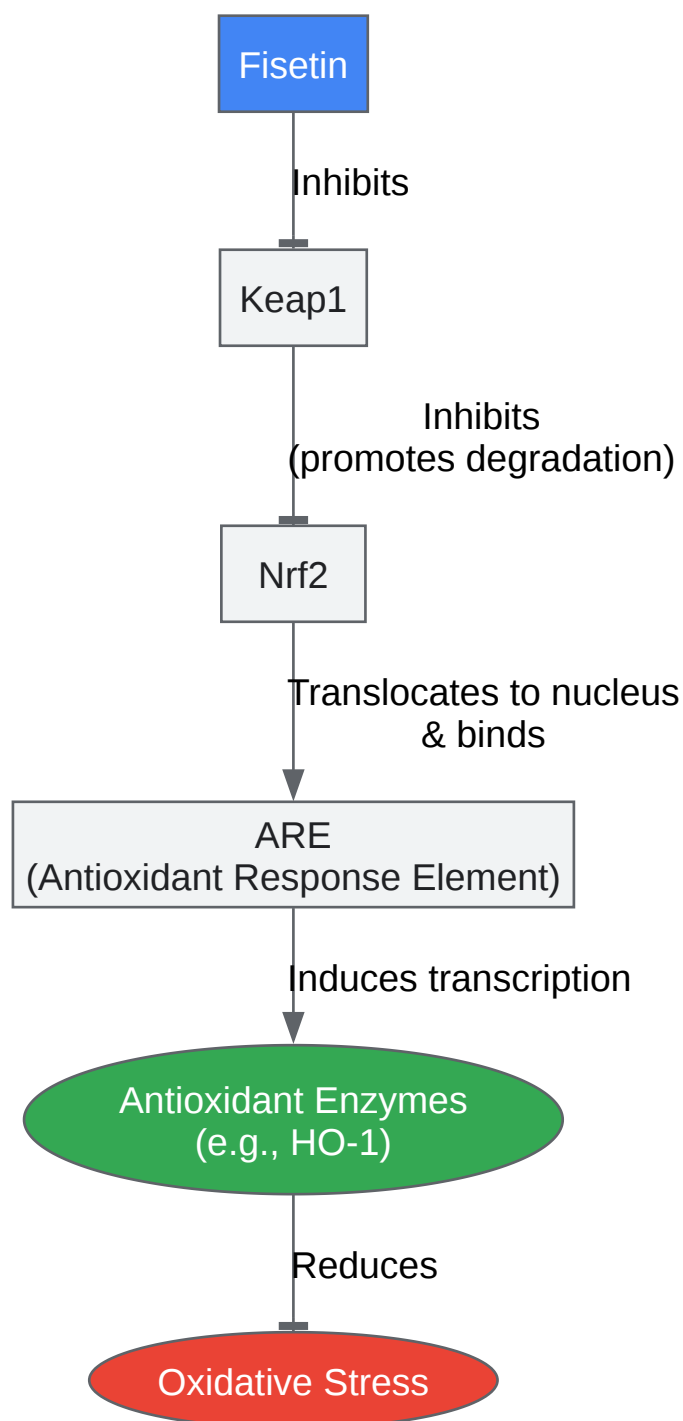 Fisetin
Inhibits
Keap1
Inhibits
(promotes degradation)
Nrf2
Translocates to nucleus
& binds
ARE
(Antioxidant Response Element)
Induces transcription
Antioxidant Enzymes
(e.g., HO-1)
Reduces
Oxidative Stress